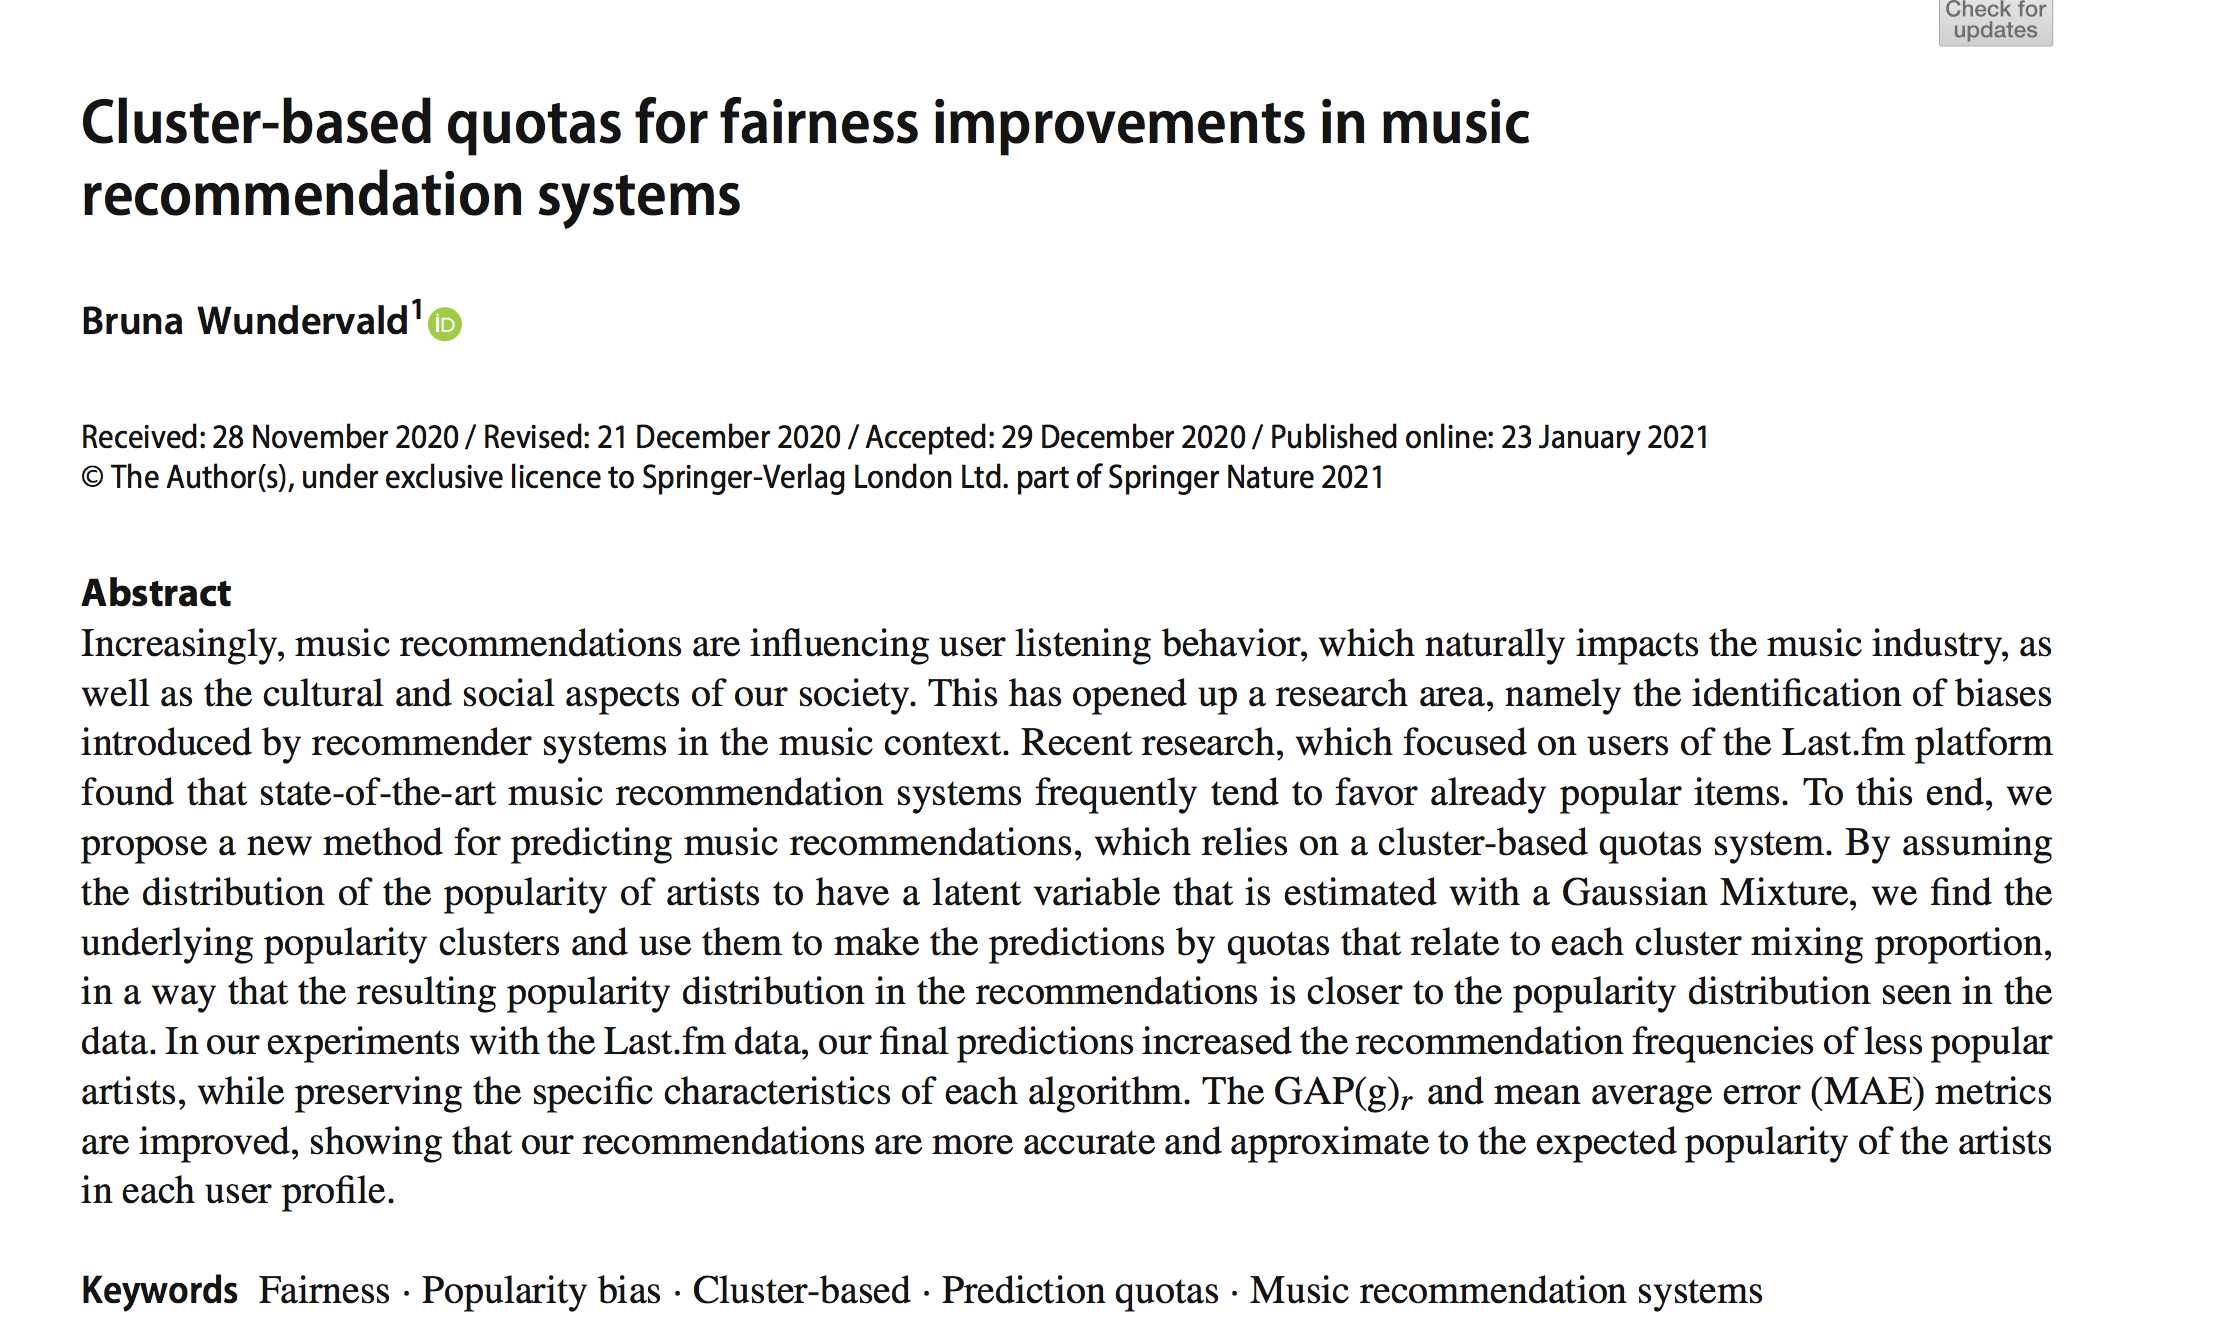 Check for
updates
Cluster-based quotas for fairness improvements in music
recommendation systems
Bruna Wundervald¹ iD
Received: 28 November 2020 / Revised: 21 December 2020 / Accepted: 29 December 2020 / Published online: 23 January 2021
© The Author(s), under exclusive licence to Springer-Verlag London Ltd. part of Springer Nature 2021
Abstract
Increasingly, music recommendations are influencing user listening behavior, which naturally impacts the music industry, as
well as the cultural and social aspects of our society. This has opened up a research area, namely the identification of biases
introduced by recommender systems in the music context. Recent research, which focused on users of the Last.fm platform
found that state-of-the-art music recommendation systems frequently tend to favor already popular items. To this end, we
propose a new method for predicting music recommendations, which relies on a cluster-based quotas system. By assuming
the distribution of the popularity of artists to have a latent variable that is estimated with a Gaussian Mixture, we find the
underlying popularity clusters and use them to make the predictions by quotas that relate to each cluster mixing proportion,
in a way that the resulting popularity distribution in the recommendations is closer to the popularity distribution seen in the
data. In our experiments with the Last.fm data, our final predictions increased the recommendation frequencies of less popular
artists, while preserving the specific characteristics of each algorithm. The GAP(g)r and mean average error (MAE) metrics
are improved, showing that our recommendations are more accurate and approximate to the expected popularity of the artists
in each user profile.
Keywords Fairness · Popularity bias · Cluster-based · Prediction quotas · Music recommendation systems